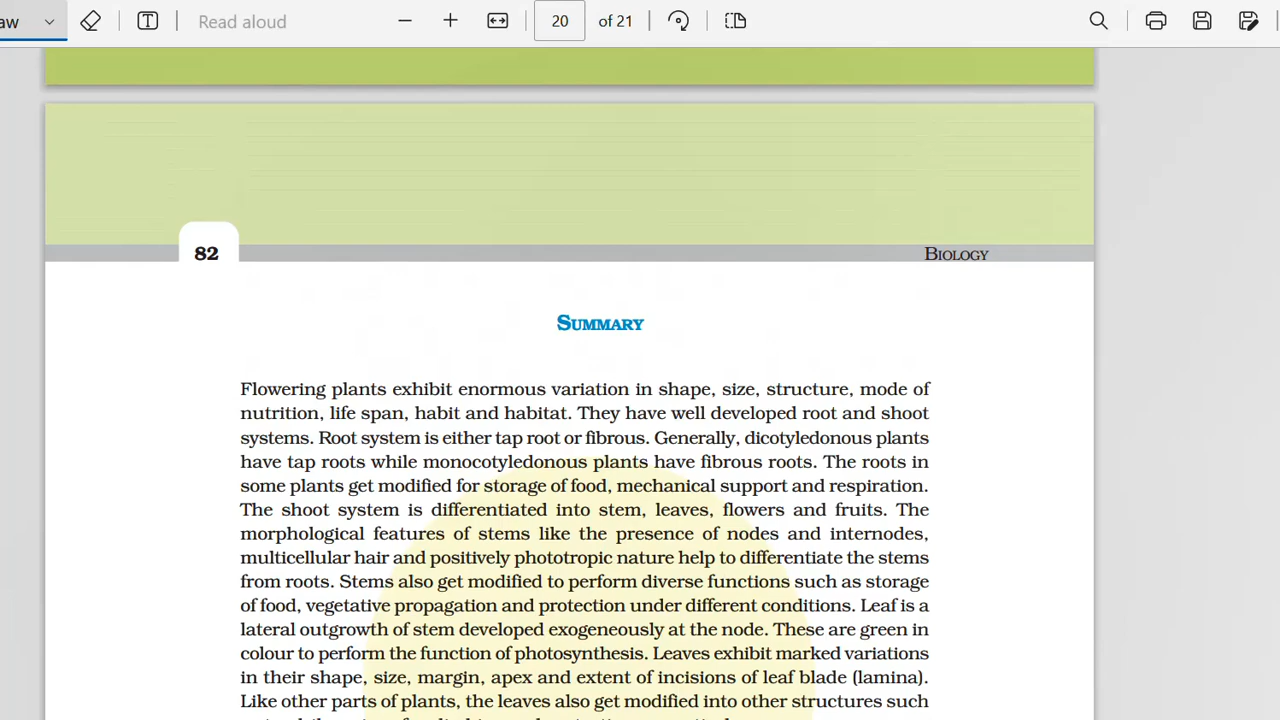 aw
Read aloud
20 of 21
82
BIOLOGY
SUMMARY
Flowering plants exhibit enormous variation in shape, size, structure, mode of
nutrition, life span, habit and habitat. They have well developed root and shoot
systems. Root system is either tap root or fibrous. Generally, dicotyledonous plants
have tap roots while monocotyledonous plants have fibrous roots. The roots in
some plants get modified for storage of food, mechanical support and respiration.
The shoot system is differentiated into stem, leaves, flowers and fruits. The
morphological features of stems like the presence of nodes and internodes,
multicellular hair and positively phototropic nature help to differentiate the stems
from roots. Stems also get modified to perform diverse functions such as storage
of food, vegetative propagation and protection under different conditions. Leaf is a
lateral outgrowth of stem developed exogeneously at the node. These are green in
colour to perform the function of photosynthesis. Leaves exhibit marked variations
in their shape, size, margin, apex and extent of incisions of leaf blade (lamina).
Like other parts of plants, the leaves also get modified into other structures such